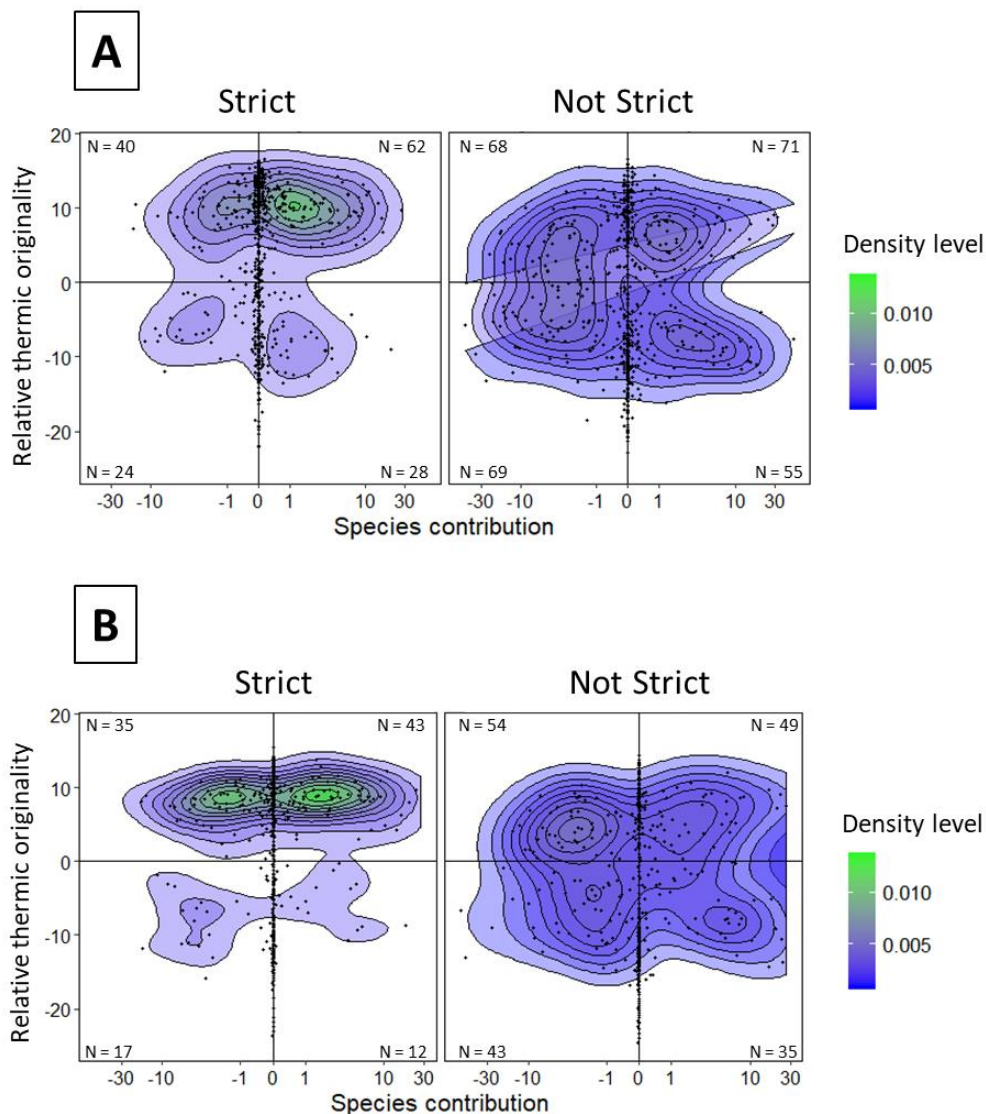 A
Strict Not Strict
20 N = 40 N = 62 N = 68 N = 71
10
0
-10
-20
N = 24 N = 28 N = 69 N = 55
Relative thermic originality
-30 -10 -1 0 1 10 30 -30 -10 -1 0 1 10 30
Species contribution
Density level
0.010
0.005
B
Strict Not Strict
20 N = 35 N = 43 N = 54 N = 49
10
0
-10
-20
N = 17 N = 12 N = 43 N = 35
Relative thermic originality
-30 -10 -1 0 1 10 30 -30 -10 -1 0 1 10 30
Species contribution
Density level
0.010
0.005